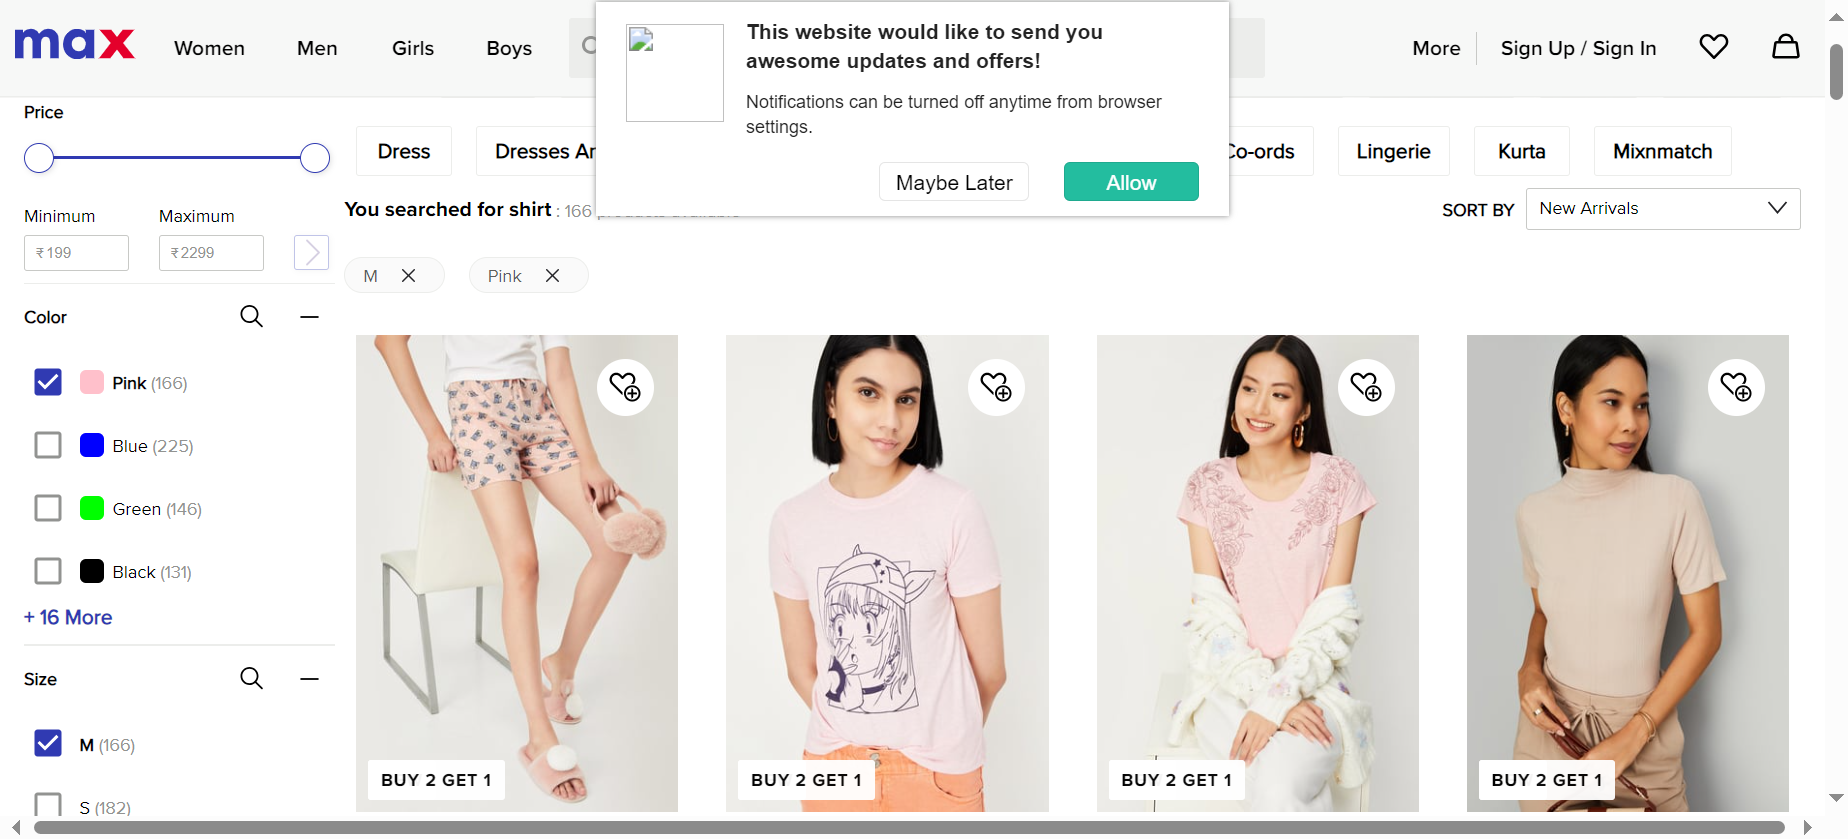 max
Women
Men
Girls
Boys
More
Sign Up / Sign In
This website would like to send you
awesome updates and offers!
Notifications can be turned off anytime from browser
settings.
Maybe Later
Allow
Price
Minimum
Maximum
₹ 199
₹ 2299
Dress
Dresses
Co-ords
Lingerie
Kurta
Mixnmatch
You searched for shirt : 166 products available
SORT BY
New Arrivals
M
Pink
Color
Pink (166)
Blue (225)
Green (146)
Black (131)
+ 16 More
Size
M (166)
S (182)
BUY 2 GET 1
BUY 2 GET 1
BUY 2 GET 1
BUY 2 GET 1